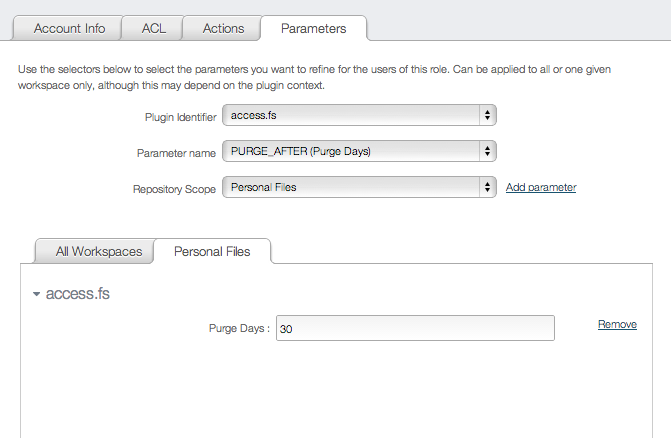 Account Info ACL Actions Parameters
Use the selectors below to select the parameters you want to refine for the users of this role. Can be applied to all or one given
workspace only, although this may depend on the plugin context.
Plugin Identifier access.fs
Parameter name PURGE_AFTER (Purge Days)
Repository Scope Personal Files Add parameter
All Workspaces Personal Files
access.fs
Purge Days : 30 Remove